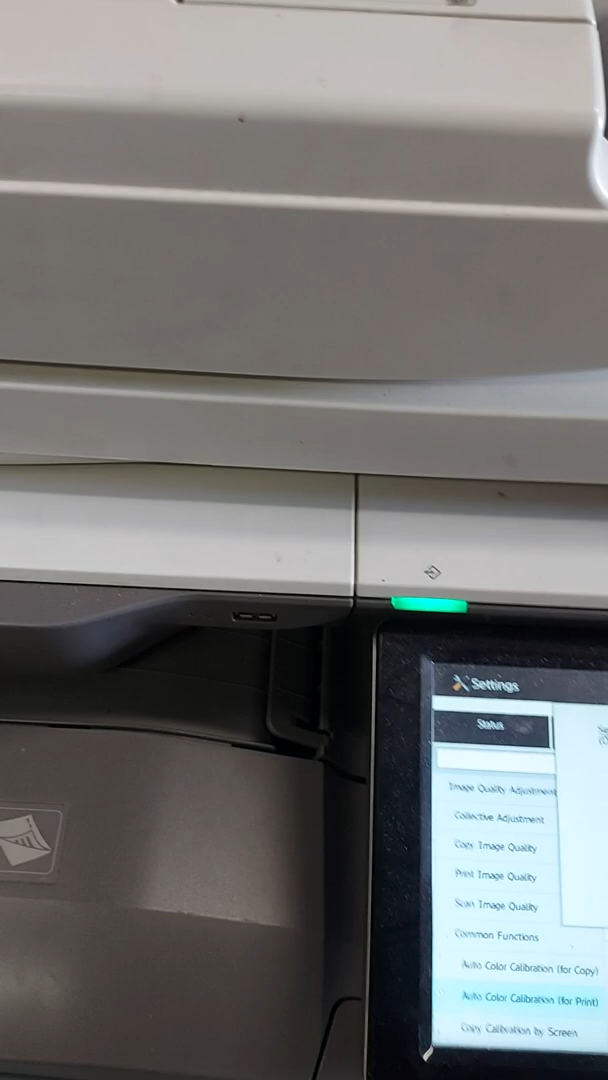 Settings
Status
Image Quality Adjustment
Collective Adjustment
Copy Image Quality
Print Image Quality
Scan Image Quality
Common Functions
Auto Color Calibration (for Copy)
Auto Color Calibration (for Print)
Copy Calibration by Screen